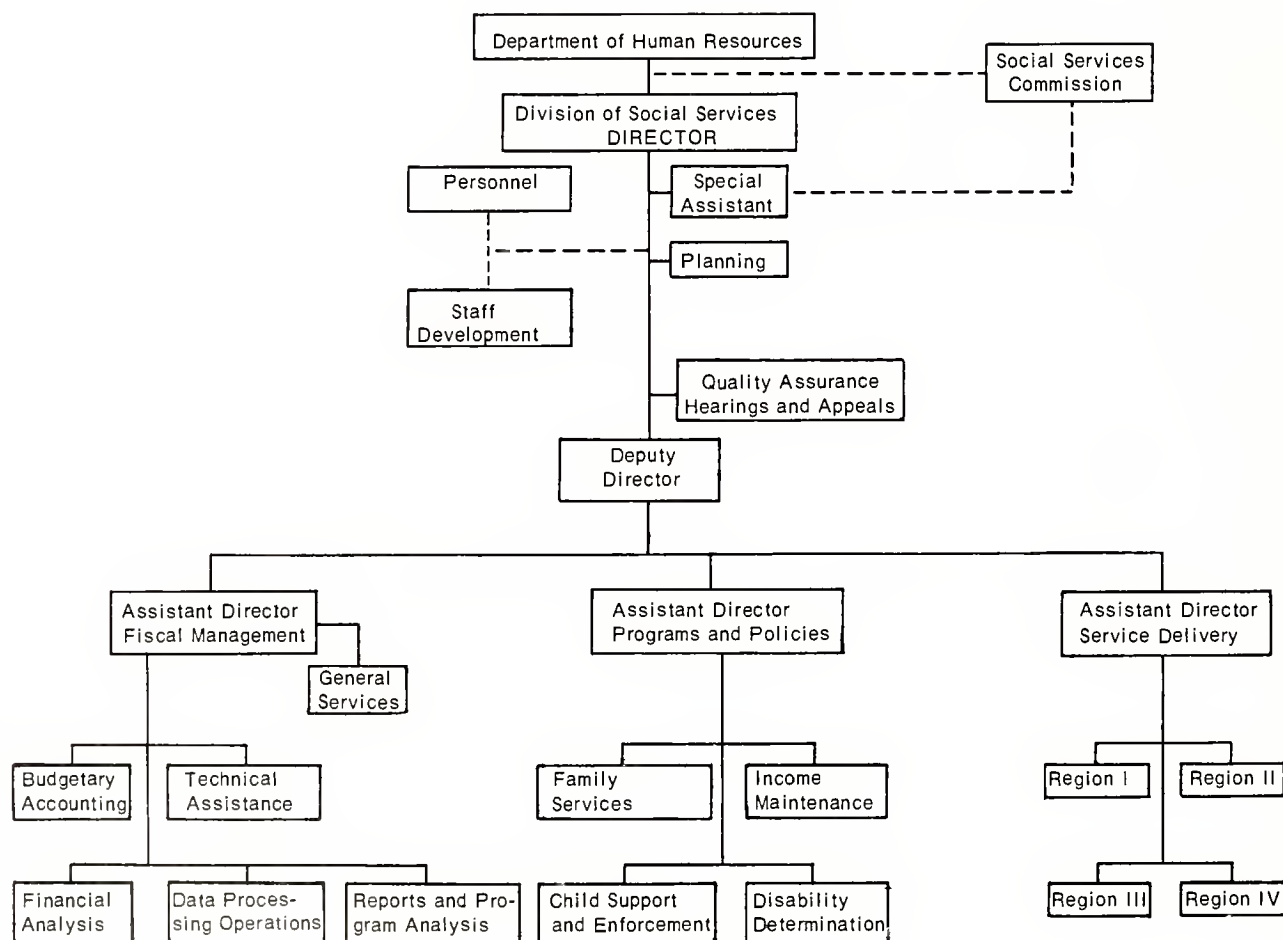 Department of Human Resources
Social Services
Commission
Division of Social Services
DIRECTOR
Personnel
Special
Assistant
Planning
Staff
Development
Quality Assurance
Hearings and Appeals
Deputy
Director
Assistant Director
Fiscal Management
Assistant Director
Programs and Policies
Assistant Director
Service Delivery
General
Services
Budgetary
Accounting
Technical
Assistance
Family
Services
Income
Maintenance
Region I
Region II
Financial
Analysis
Data Proces-
sing Operations
Reports and Pro-
gram Analysis
Child Support
and Enforcement
Disability
Determination
Region III
Region IV